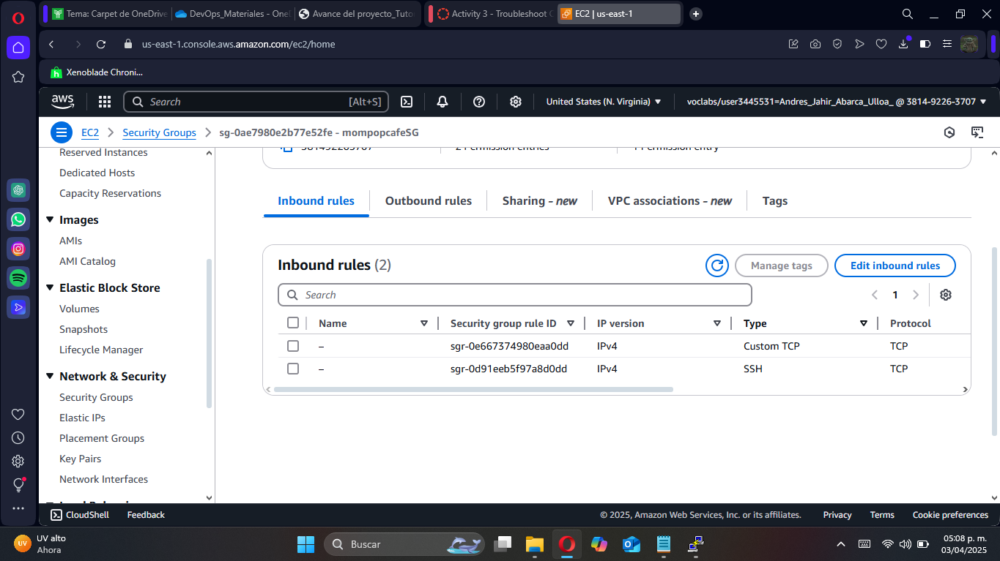 Tema: Carpet de OneDrive
DevOps_Materiales - One
Avance del proyecto_Tuto
Activity 3 - Troubleshoot C
EC2 | us-east-1
us-east-1.console.aws.amazon.com/ec2/home
Xenoblade Chroni...
aws
Search
[Alt+S]
United States (N. Virginia)
voclabs/user3445531=Andres_Jahir_Abarca_Ulloa_ @ 3814-9226-3707
EC2
Security Groups
sg-0ae7980e2b77e52fe - mompopcafeSG
Reserved Instances
Dedicated Hosts
Capacity Reservations
Images
AMIs
AMI Catalog
Elastic Block Store
Volumes
Snapshots
Lifecycle Manager
Network & Security
Security Groups
Elastic IPs
Placement Groups
Key Pairs
Network Interfaces
Inbound rules
Outbound rules
Sharing - new
VPC associations - new
Tags
Inbound rules (2)
Manage tags
Edit inbound rules
Search
1
Name
Security group rule ID
IP version
Type
Protocol
– sgr-0e667374980eaa0dd IPv4 Custom TCP TCP
– sgr-0d91eeb5f97a8d0dd IPv4 SSH TCP
CloudShell
Feedback
© 2025, Amazon Web Services, Inc. or its affiliates.
Privacy
Terms
Cookie preferences
UV
UV alto
Ahora
Buscar
05:08 p. m.
03/04/2025